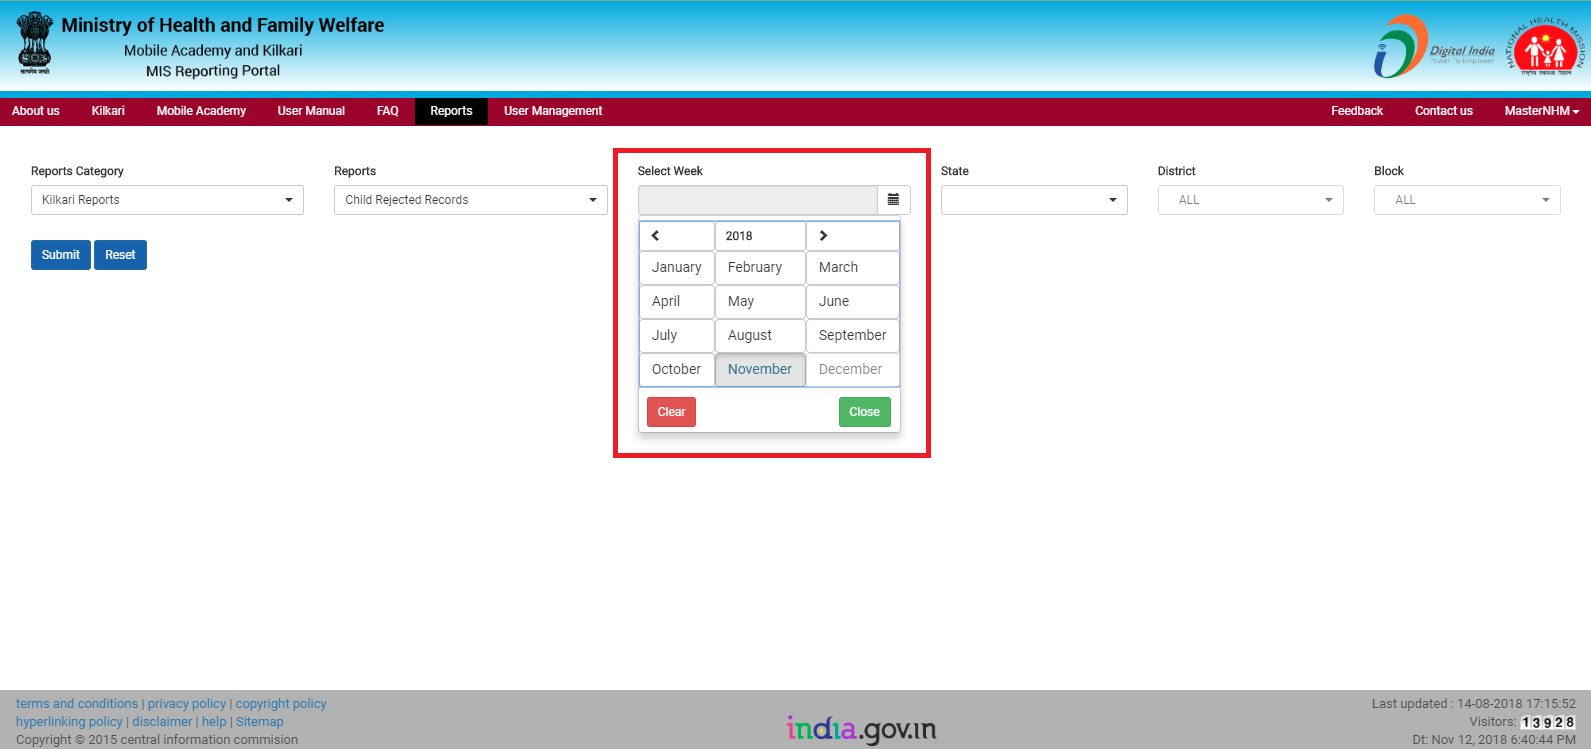 Ministry of Health and Family Welfare
Mobile Academy and Kilkari
MIS Reporting Portal
सत्यमेव जयते
Digital India
Power To Empower
NATIONAL HEALTH MISSION
राष्ट्रीय स्वास्थ्य मिशन
About us Kilkari Mobile Academy User Manual FAQ Reports User Management Feedback Contact us MasterNHM
Reports Category Reports Select Week State District Block
Kilkari Reports Child Rejected Records ALL ALL
2018
January February March
April May June
July August September
October November December
Clear Close
Submit Reset
terms and conditions | privacy policy | copyright policy
hyperlinking policy | disclaimer | help | Sitemap
Copyright © 2015 central information commision
india.gov.in
Last updated : 14-08-2018 17:15:52
Visitors: 13928
Dt: Nov 12, 2018 6:40:44 PM